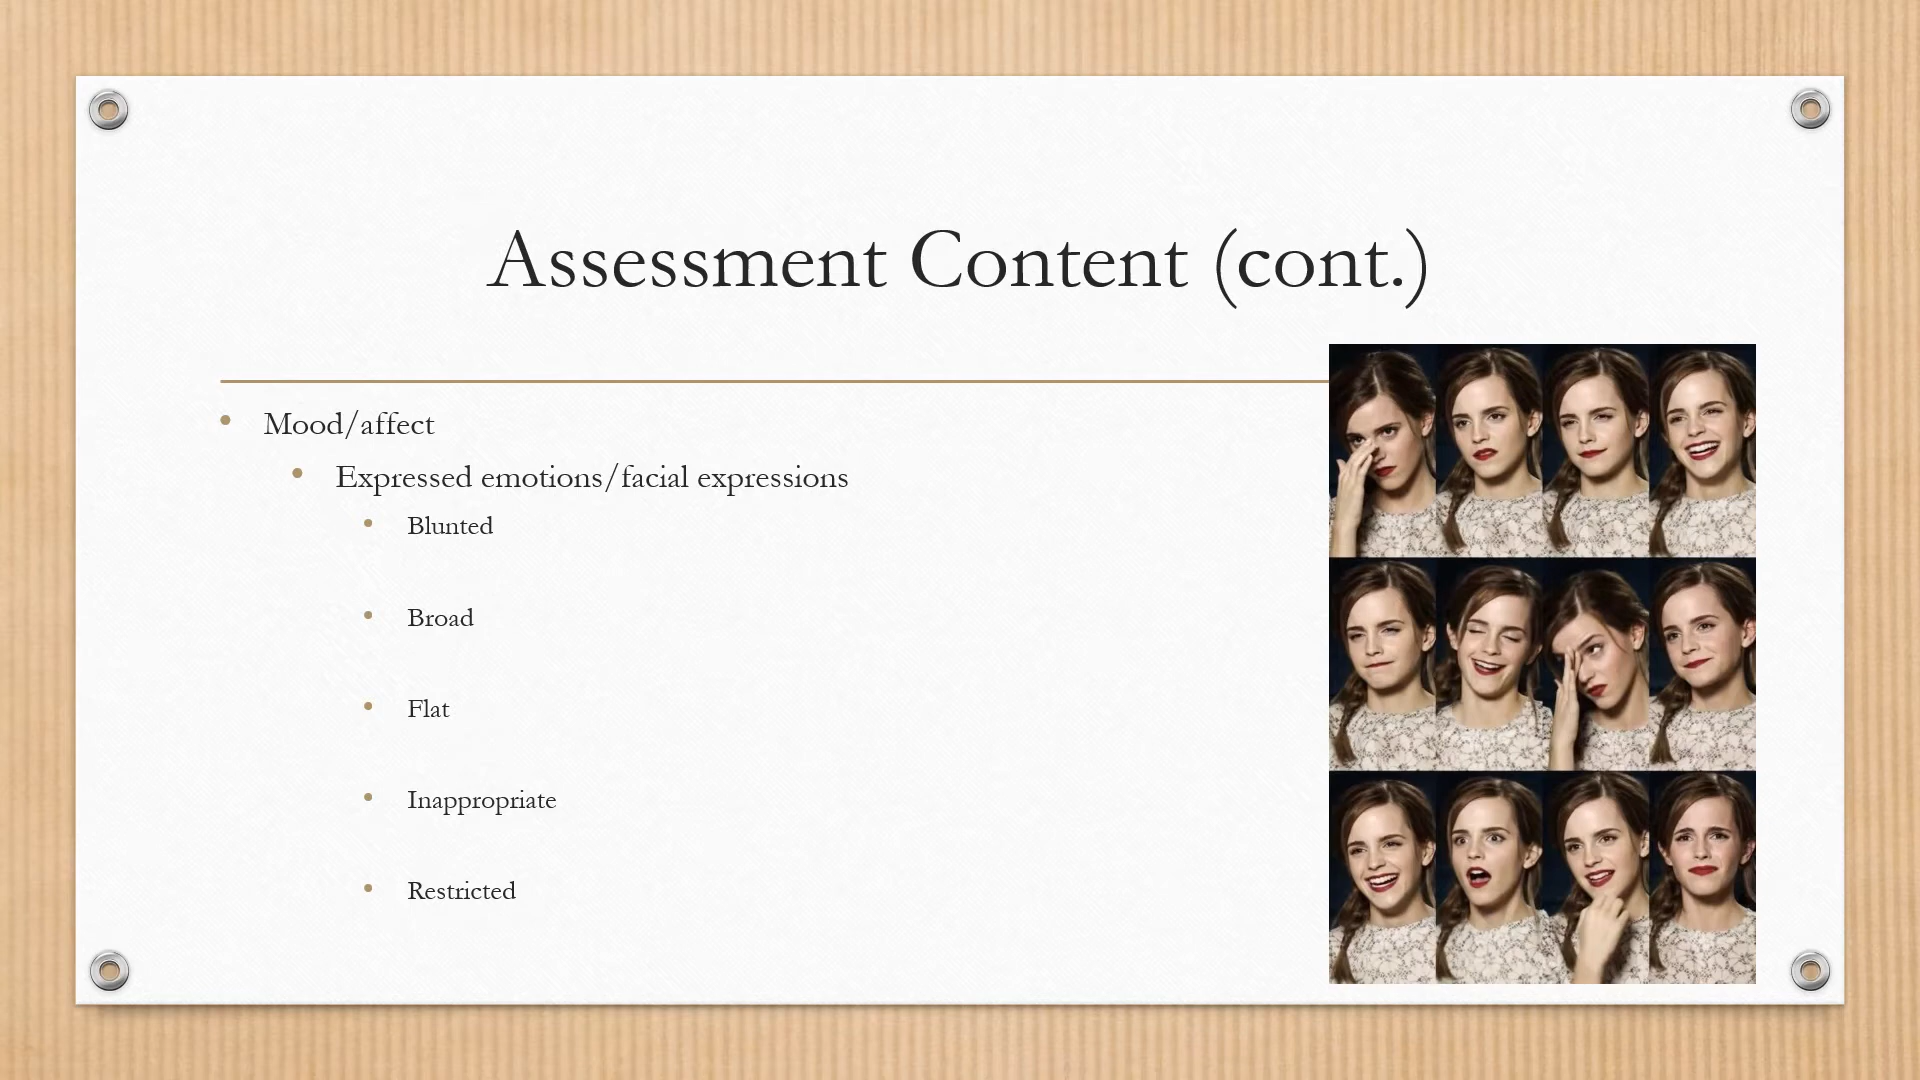 Assessment Content (cont.)
Mood/affect
Expressed emotions/facial expressions
Blunted
Broad
Flat
Inappropriate
Restricted